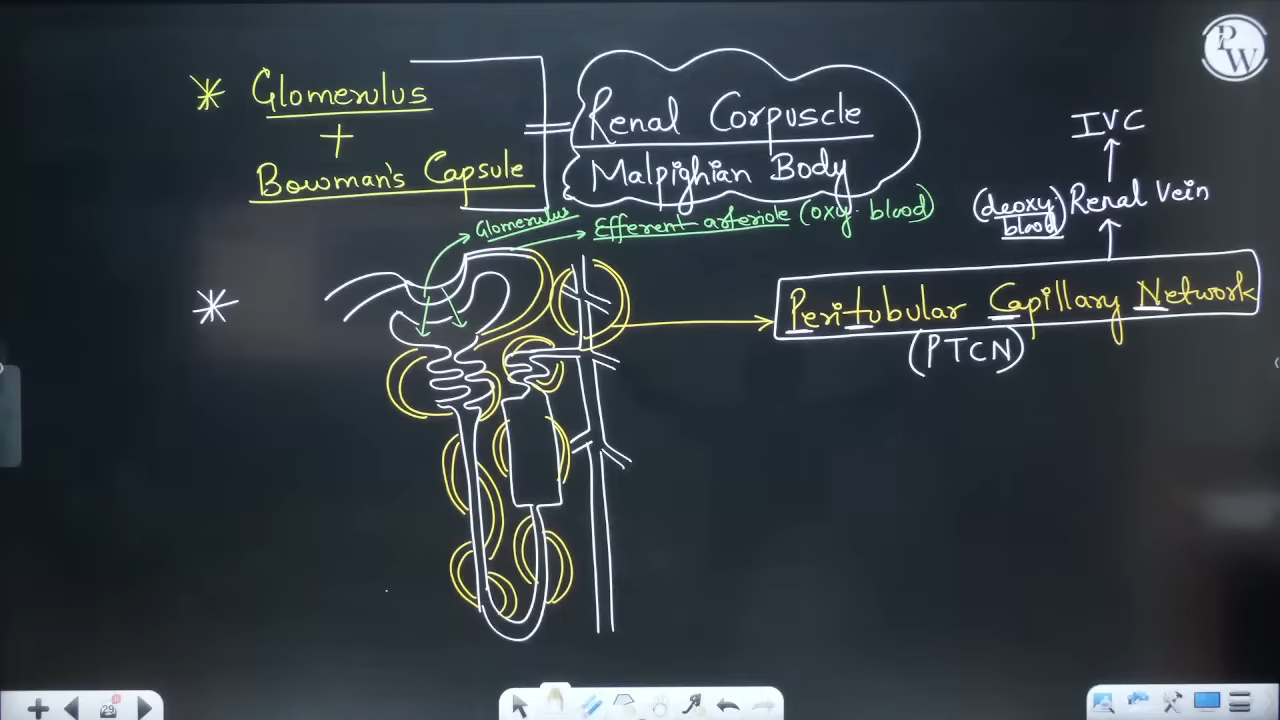 PW
* Glomerulus
+
Bowman's Capsule
Renal Corpuscle
Malpighian Body
IVC
(deoxy blood) Renal Vein
Glomerulus
Efferent arteriole (oxy. blood)
*
Peritubular Capillary Network
(PTCN)
29